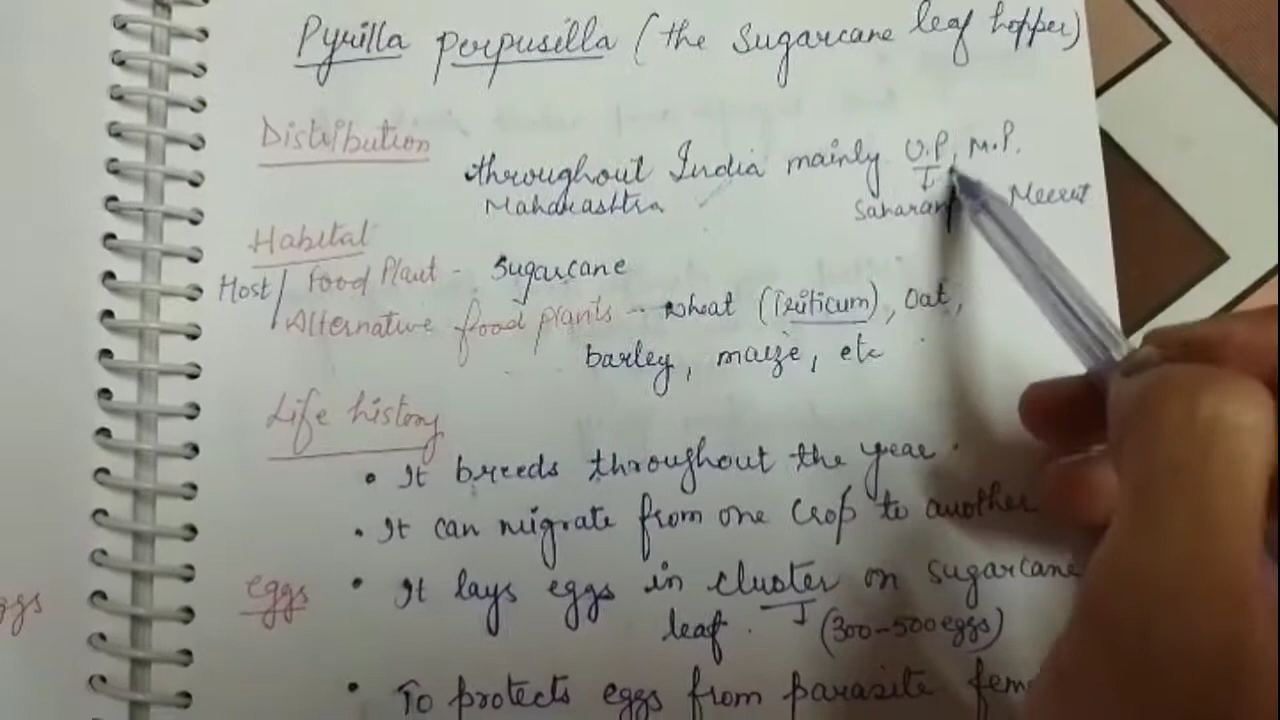 Pyrilla perpusilla (the Sugarcane leaf hopper)
Distribution
throughout India mainly U.P, M.P.
Maharashtra Meerut
Habital
Host/ Food Plant - Sugarcane
Alternative food plants - wheat (Triticum), Oat,
barley, maize, etc
Life history
• It breeds throughout the year.
• It can migrate from one crop to another
eggs • It lays eggs in cluster on sugarcane
leaf. (300-500 eggs)
• To protects eggs from parasite
ggs